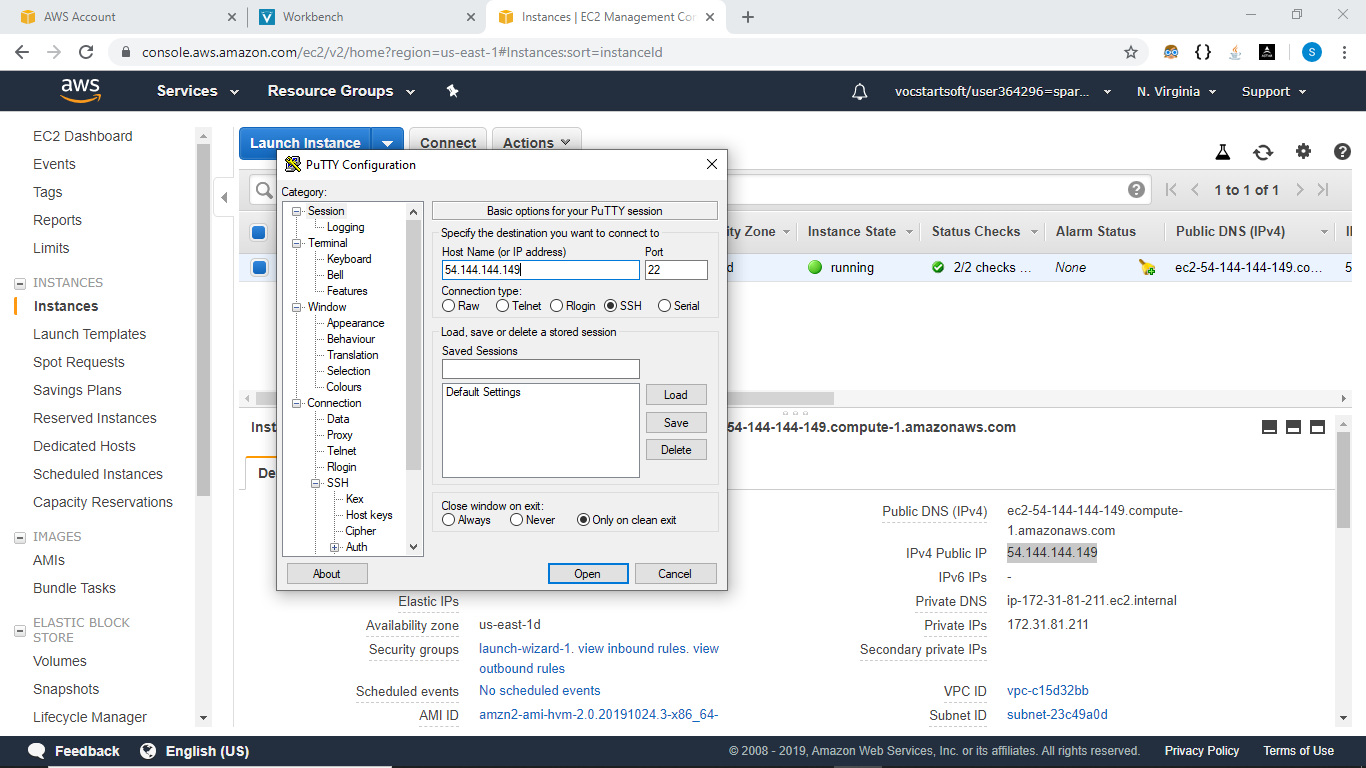 AWS Account
Workbench
Instances | EC2 Management Con
console.aws.amazon.com/ec2/v2/home?region=us-east-1#Instances:sort=instanceId
S
aws
Services
Resource Groups
vocstartsoft/user364296=spar...
N. Virginia
Support
EC2 Dashboard
Events
Tags
Reports
Limits
INSTANCES
Instances
Launch Templates
Spot Requests
Savings Plans
Reserved Instances
Dedicated Hosts
Scheduled Instances
Capacity Reservations
IMAGES
AMIs
Bundle Tasks
ELASTIC BLOCK
STORE
Volumes
Snapshots
Lifecycle Manager
Launch Instance
Connect
Actions
1 to 1 of 1
ity Zone
Instance State
Status Checks
Alarm Status
Public DNS (IPv4)
IP
d
running
2/2 checks ...
None
ec2-54-144-144-149.co...
5
PuTTY Configuration
Category:
Session
Logging
Terminal
Keyboard
Bell
Features
Window
Appearance
Behaviour
Translation
Selection
Colours
Connection
Data
Proxy
Telnet
Rlogin
SSH
Kex
Host keys
Cipher
Auth
Basic options for your PuTTY session
Specify the destination you want to connect to
Host Name (or IP address)
Port
54.144.144.149
22
Connection type:
Raw
Telnet
Rlogin
SSH
Serial
Load, save or delete a stored session
Saved Sessions
Default Settings
Load
Save
Delete
Close window on exit:
Always
Never
Only on clean exit
About
Open
Cancel
Inst
54-144-144-149.compute-1.amazonaws.com
De
Elastic IPs
Availability zone
us-east-1d
Security groups
launch-wizard-1. view inbound rules. view
outbound rules
Scheduled events
No scheduled events
AMI ID
amzn2-ami-hvm-2.0.20191024.3-x86_64-
Public DNS (IPv4)
ec2-54-144-144-149.compute-
1.amazonaws.com
IPv4 Public IP
54.144.144.149
IPv6 IPs
-
Private DNS
ip-172-31-81-211.ec2.internal
Private IPs
172.31.81.211
Secondary private IPs
VPC ID
vpc-c15d32bb
Subnet ID
subnet-23c49a0d
Feedback
English (US)
© 2008 - 2019, Amazon Web Services, Inc. or its affiliates. All rights reserved.
Privacy Policy
Terms of Use